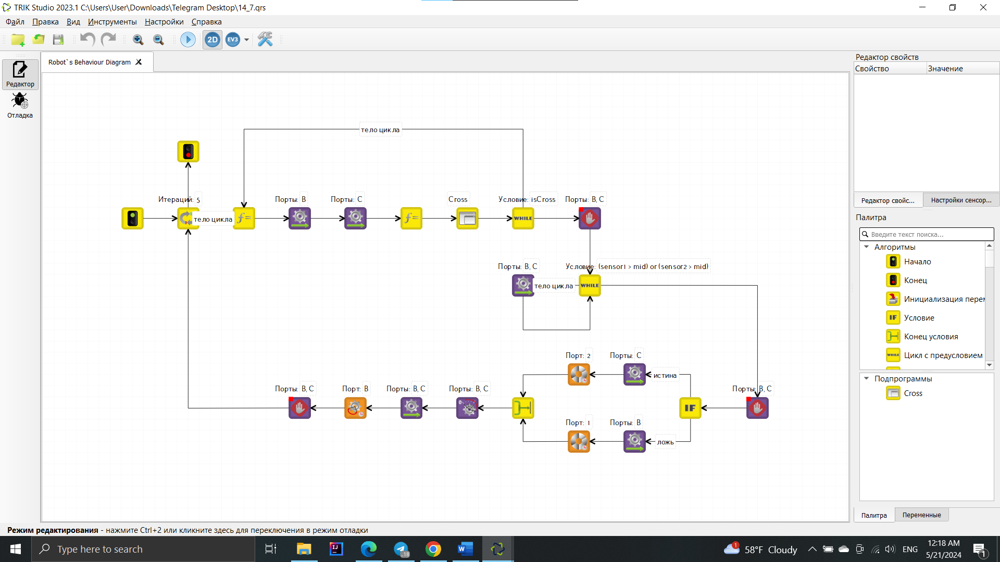 TRIK Studio 2023.1 C:\Users\User\Downloads\Telegram Desktop\14_7.qrs
Файл Правка Вид Инструменты Настройки Справка
2D EV3
Robot`s Behaviour Diagram
Редактор
Отладка
тело цикла
Итераций: 5
Порты: B
Порты: C
Cross
Условие: isCross
Порты: B, C
тело цикла
f=
f=
WHILE
Порты: B, C
Условие: (sensor1 > mid) or (sensor2 > mid)
тело цикла
WHILE
Порт: 2
Порты: C
истина
Порты: B, C
Порт: B
Порты: B, C
Порты: B, C
Порты: B, C
0
IF
Порт: 1
Порты: B
ложь
Редактор свойств
Свойство Значение
Редактор свойс...
Настройки сенсор...
Палитра
Введите текст поиска...
Алгоритмы
Начало
Конец
Инициализация
IF Условие
Конец условия
WHILE Цикл с предусловием
Подпрограммы
Cross
Палитра
Переменные
Режим редактирования - нажмите Ctrl+2 или кликните здесь для переключения в режим отладки
Type here to search
IJ
..18
W
1
58°F Cloudy
ENG
12:18 AM
5/21/2024
1